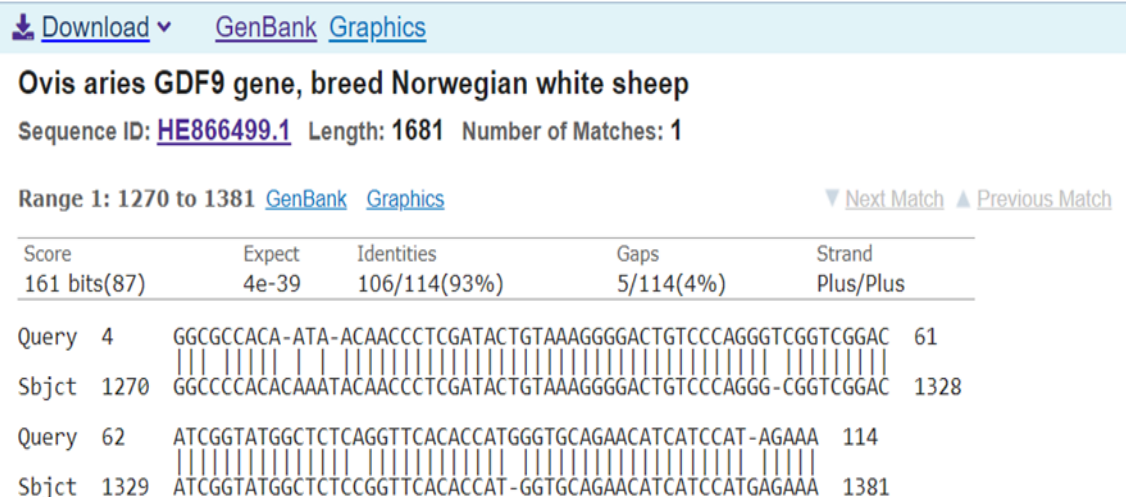 Download GenBank Graphics
Ovis aries GDF9 gene, breed Norwegian white sheep
Sequence ID: HE866499.1 Length: 1681 Number of Matches: 1
Range 1: 1270 to 1381 GenBank Graphics Next Match Previous Match
Score Expect Identities Gaps Strand
161 bits(87) 4e-39 106/114(93%) 5/114(4%) Plus/Plus
Query 4 GGCGCCACA-ATA-ACAACCCTCGATACTGTAAAGGGGACTGTCCCAGGGTCGGTCGGAC 61
Sbjct 1270 GGCCCCACACAAATACAACCCTCGATACTGTAAAGGGGACTGTCCCAGGG-CGGTCGGAC 1328
Query 62 ATCGGTATGGCTCTCAGGTTCACACCATGGGTGCAGAACATCATCCAT-AGAAA 114
Sbjct 1329 ATCGGTATGGCTCTCCGGTTCACACCAT-GGTGCAGAACATCATCCATGAGAAA 1381